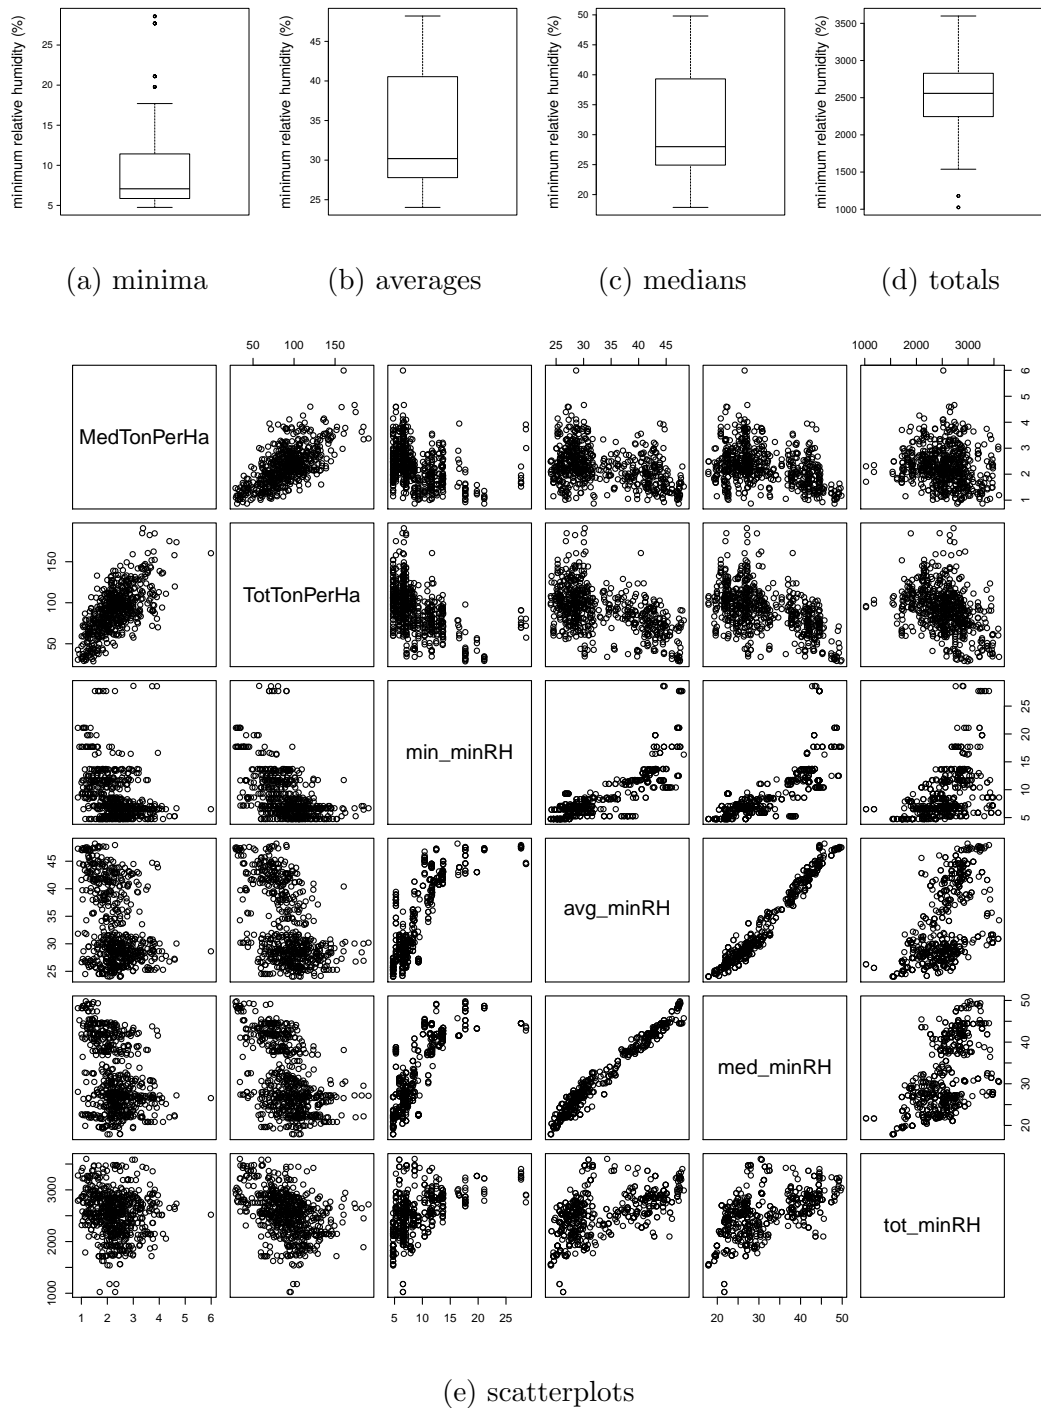 minimum relative humidity (%)
5
10
15
20
25
minimum relative humidity (%)
25
30
35
40
45
minimum relative humidity (%)
20
25
30
35
40
45
50
minimum relative humidity (%)
1000
1500
2000
2500
3000
3500
(a) minima
(b) averages
(c) medians
(d) totals
50 100 150
25 30 35 40 45
1000 2000 3000
MedTonPerHa
1 2 3 4 5 6
TotTonPerHa
50 100 150
min_minRH
5 10 15 20 25
avg_minRH
25 30 35 40 45
med_minRH
20 30 40 50
tot_minRH
1000 2000 3000
1 2 3 4 5 6
5 10 15 20 25
20 30 40 50
(e) scatterplots